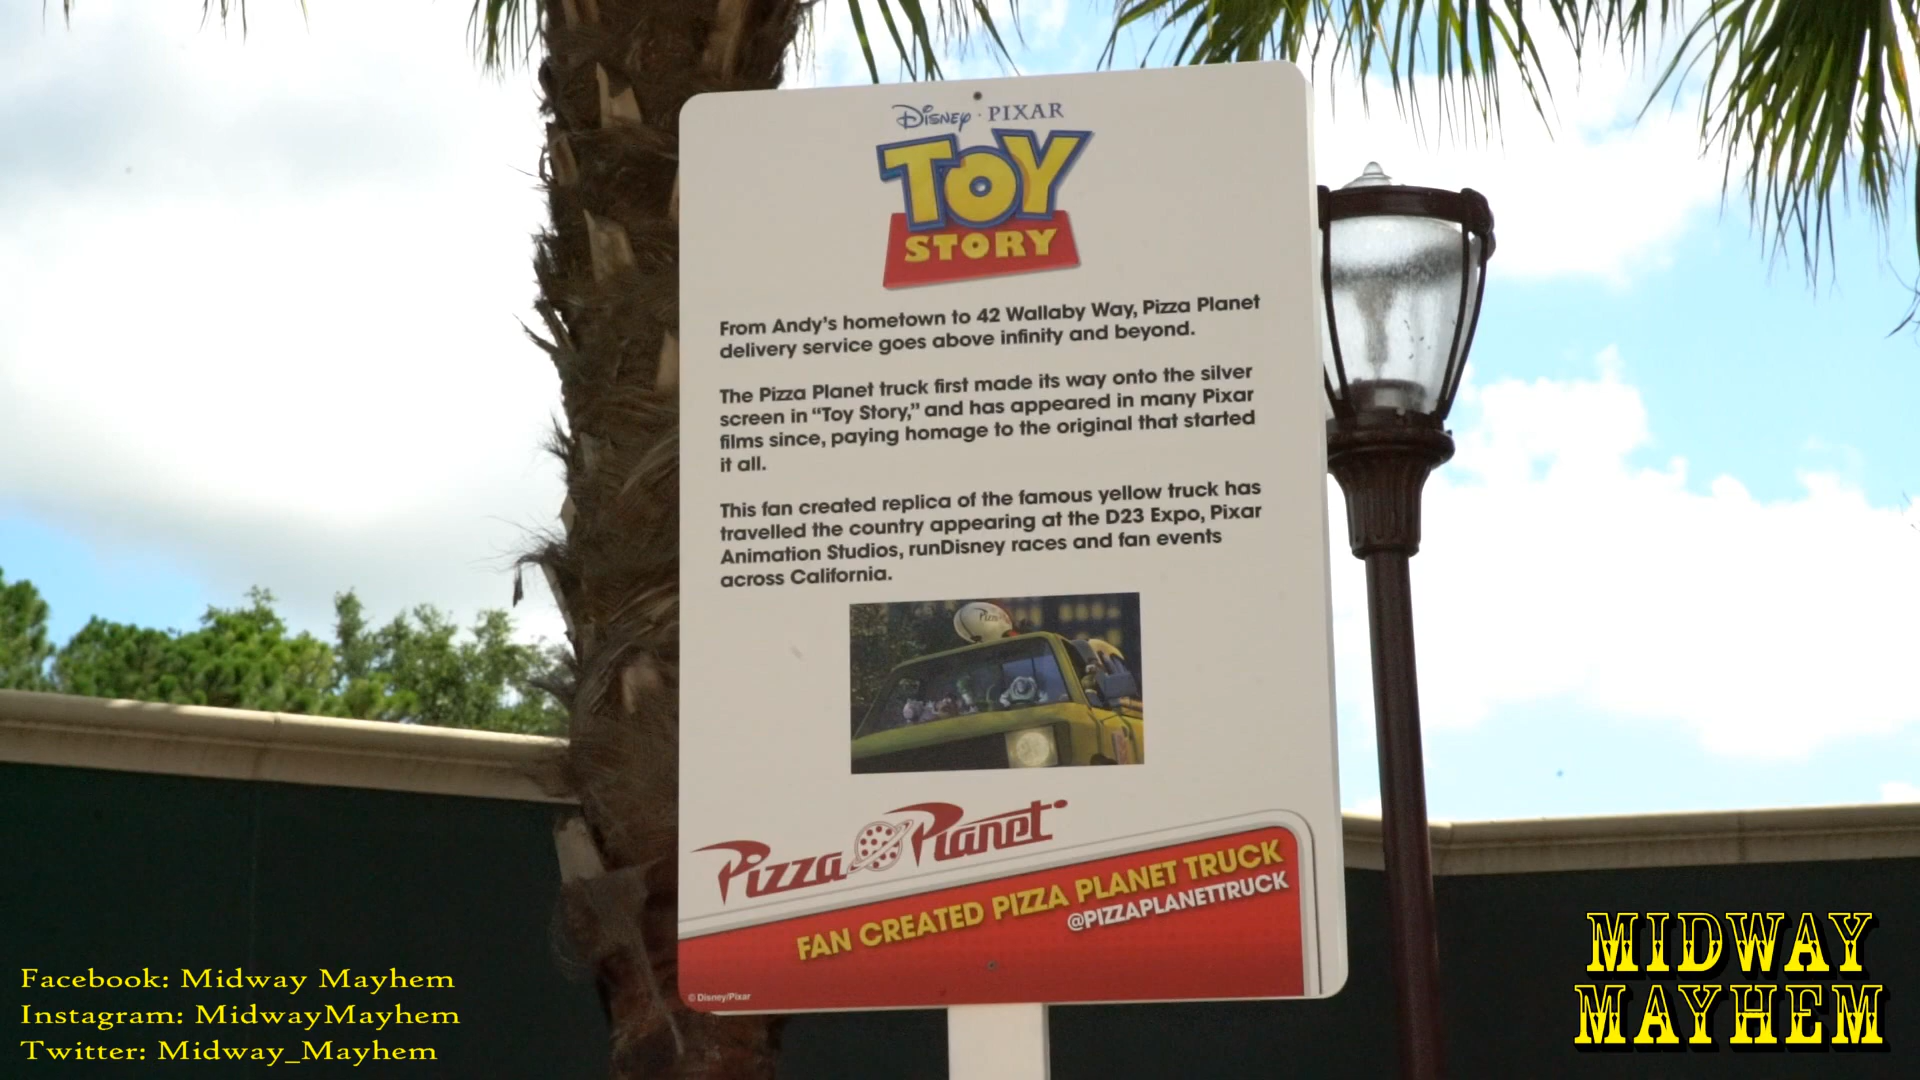 Disney · PIXAR
TOY
STORY
From Andy's hometown to 42 Wallaby Way, Pizza Planet
delivery service goes above infinity and beyond.
The Pizza Planet truck first made its way onto the silver
screen in “Toy Story,” and has appeared in many Pixar
films since, paying homage to the original that started
it all.
This fan created replica of the famous yellow truck has
travelled the country appearing at the D23 Expo, Pixar
Animation Studios, runDisney races and fan events
across California.
Pizza Planet
FAN CREATED PIZZA PLANET TRUCK
@PIZZAPLANETTRUCK
© Disney/Pixar
Facebook: Midway Mayhem
Instagram: MidwayMayhem
Twitter: Midway_Mayhem
MIDWAY
MAYHEM